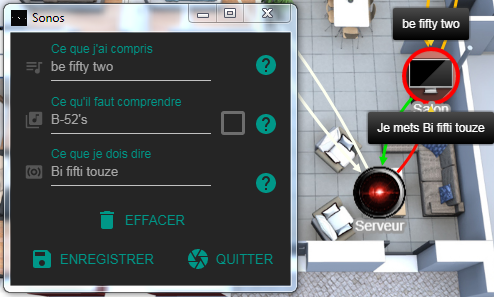 Sonos
Ce que j'ai compris
be fifty two
Ce qu'il faut comprendre
B-52's
Ce que je dois dire
Bi fifti touze
EFFACER
ENREGISTRER
QUITTER
be fifty two
Salon
Je mets Bi fifti touze
Serveur